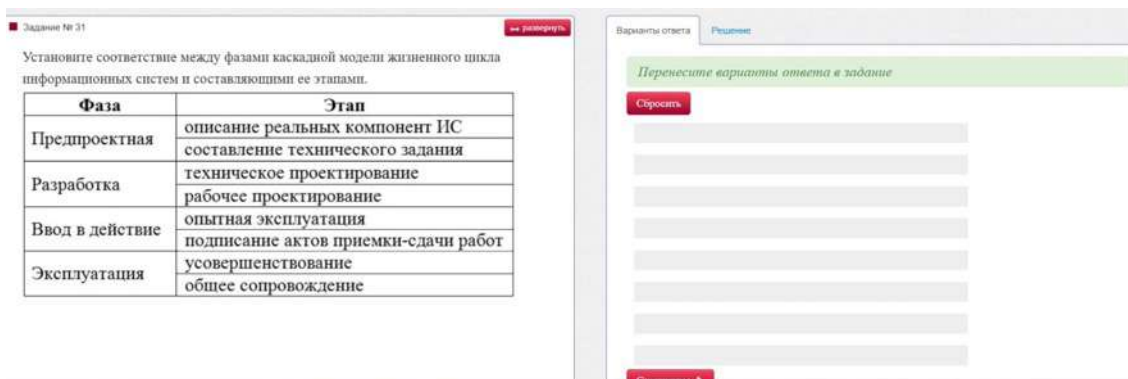 Задание № 31
развернуть
Установите соответствие между фазами каскадной модели жизненного цикла
информационных систем и составляющими ее этапами.
Фаза Этап
Предпроектная
описание реальных компонент ИС
составление технического задания
Разработка
техническое проектирование
рабочее проектирование
Ввод в действие
опытная эксплуатация
подписание актов приемки-сдачи работ
Эксплуатация
усовершенствование
общее сопровождение
Варианты ответа Решение
Перенесите варианты ответа в задание
Сбросить